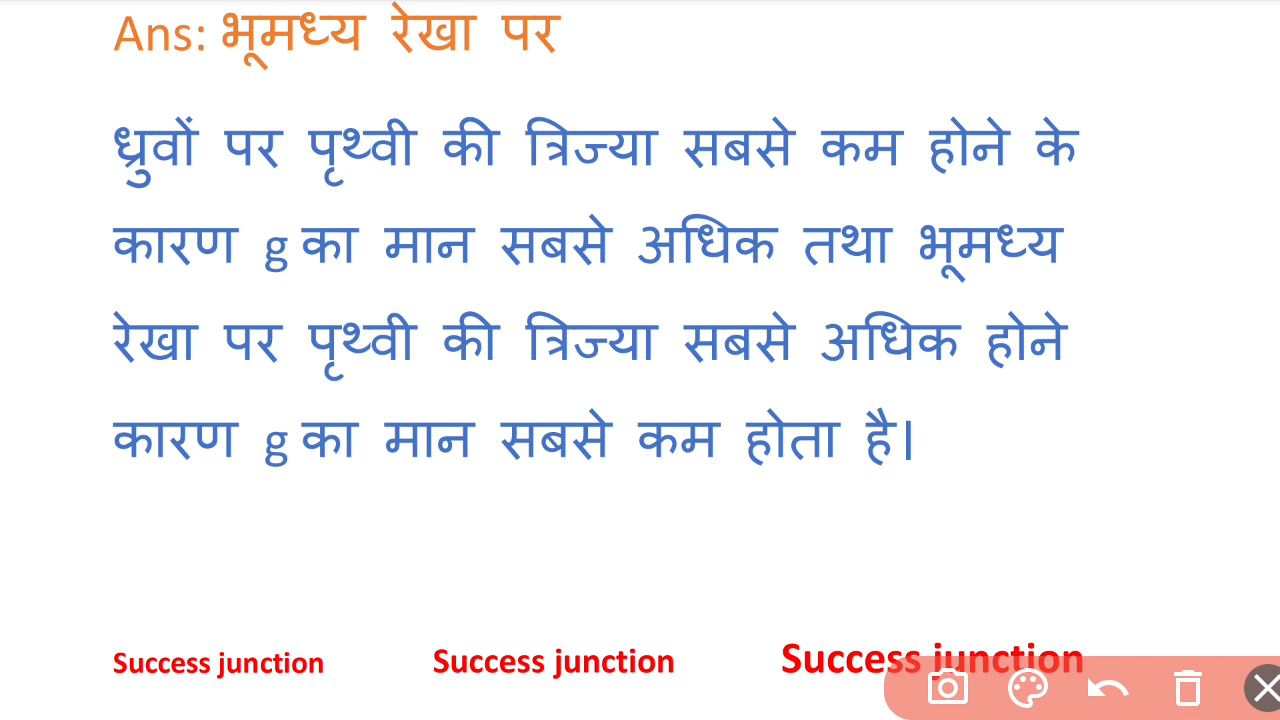 Ans: भूमध्य रेखा पर
ध्रुवों पर पृथ्वी की त्रिज्या सबसे कम होने के
कारण g का मान सबसे अधिक तथा भूमध्य
रेखा पर पृथ्वी की त्रिज्या सबसे अधिक होने
कारण g का मान सबसे कम होता है।
Success junction Success junction Success junction